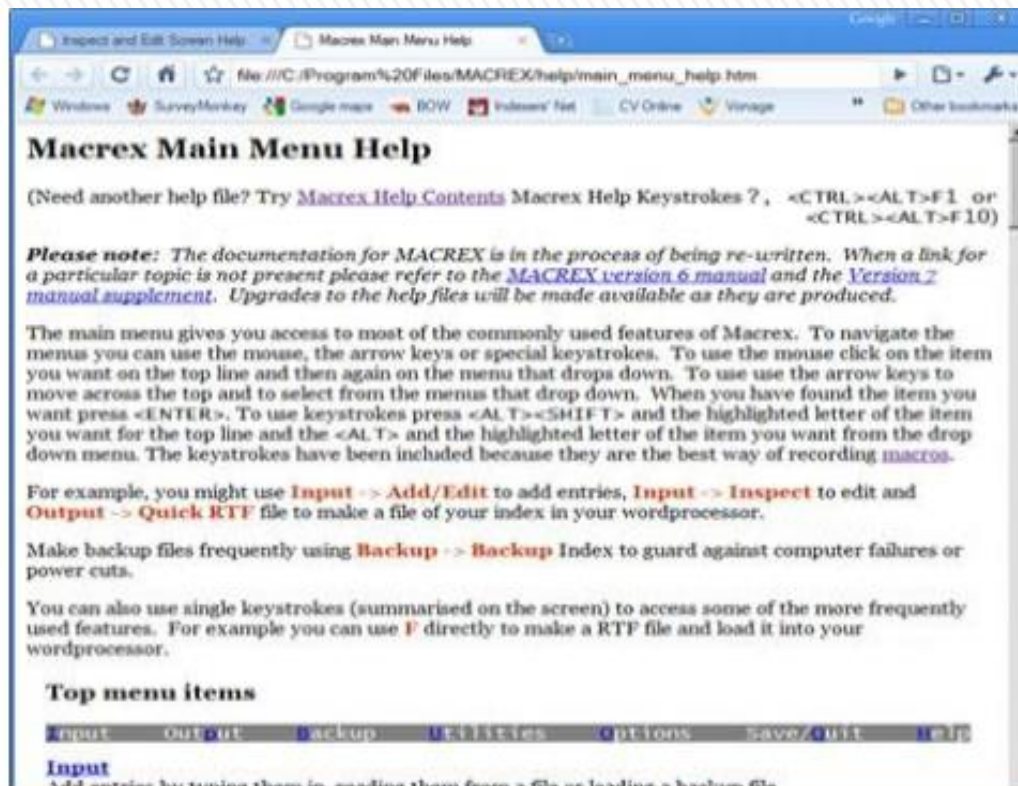 Google
Inspect and Edit Screen Help
Macrex Main Menu Help
file:///C:/Program%20Files/MACREX/help/main_menu_help.htm
Windows SurveyMonkey Google maps BOW Indexers' Net CV Online Vonage » Other bookmarks
Macrex Main Menu Help
(Need another help file? Try Macrex Help Contents Macrex Help Keystrokes ?, <CTRL><ALT>F1 or
<CTRL><ALT>F10)
Please note: The documentation for MACREX is in the process of being re-written. When a link for
a particular topic is not present please refer to the MACREX version 6 manual and the Version 7
manual supplement. Upgrades to the help files will be made available as they are produced.
The main menu gives you access to most of the commonly used features of Macrex. To navigate the
menus you can use the mouse, the arrow keys or special keystrokes. To use the mouse click on the item
you want on the top line and then again on the menu that drops down. To use use the arrow keys to
move across the top and to select from the menus that drop down. When you have found the item you
want press <ENTER>. To use keystrokes press <ALT><SHIFT> and the highlighted letter of the item
you want for the top line and the <ALT> and the highlighted letter of the item you want from the drop
down menu. The keystrokes have been included because they are the best way of recording macros.
For example, you might use Input -> Add/Edit to add entries, Input -> Inspect to edit and
Output -> Quick RTF file to make a file of your index in your wordprocessor.
Make backup files frequently using Backup -> Backup Index to guard against computer failures or
power cuts.
You can also use single keystrokes (summarised on the screen) to access some of the more frequently
used features. For example you can use F directly to make a RTF file and load it into your
wordprocessor.
Top menu items
Input Output Backup Utilities Options Save/Quit Help
Input
Add entries by typing them in, reading them from a file or loading a backup file